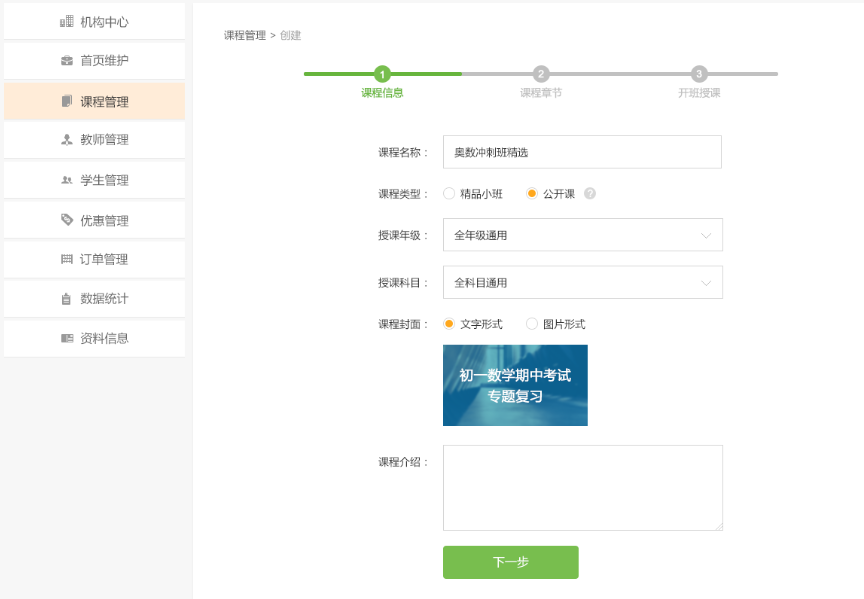 机构中心
首页维护
课程管理
教师管理
学生管理
优惠管理
订单管理
数据统计
资料信息
课程管理 > 创建
1 2 3
课程信息 课程章节 开班授课
课程名称： 奥数冲刺班精选
课程类型： 精品小班 公开课 ?
授课年级： 全年级通用
授课科目： 全科目通用
课程封面： 文字形式 图片形式
初一数学期中考试
专题复习
课程介绍：
下一步